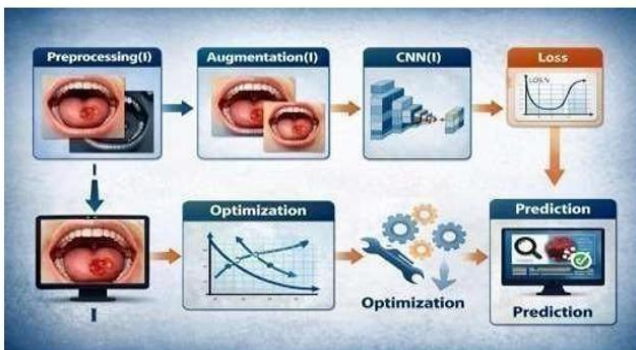 Preprocessing(I)
Augmentation(I)
CNN(I)
Loss
Optimization
Optimization
Prediction
Prediction